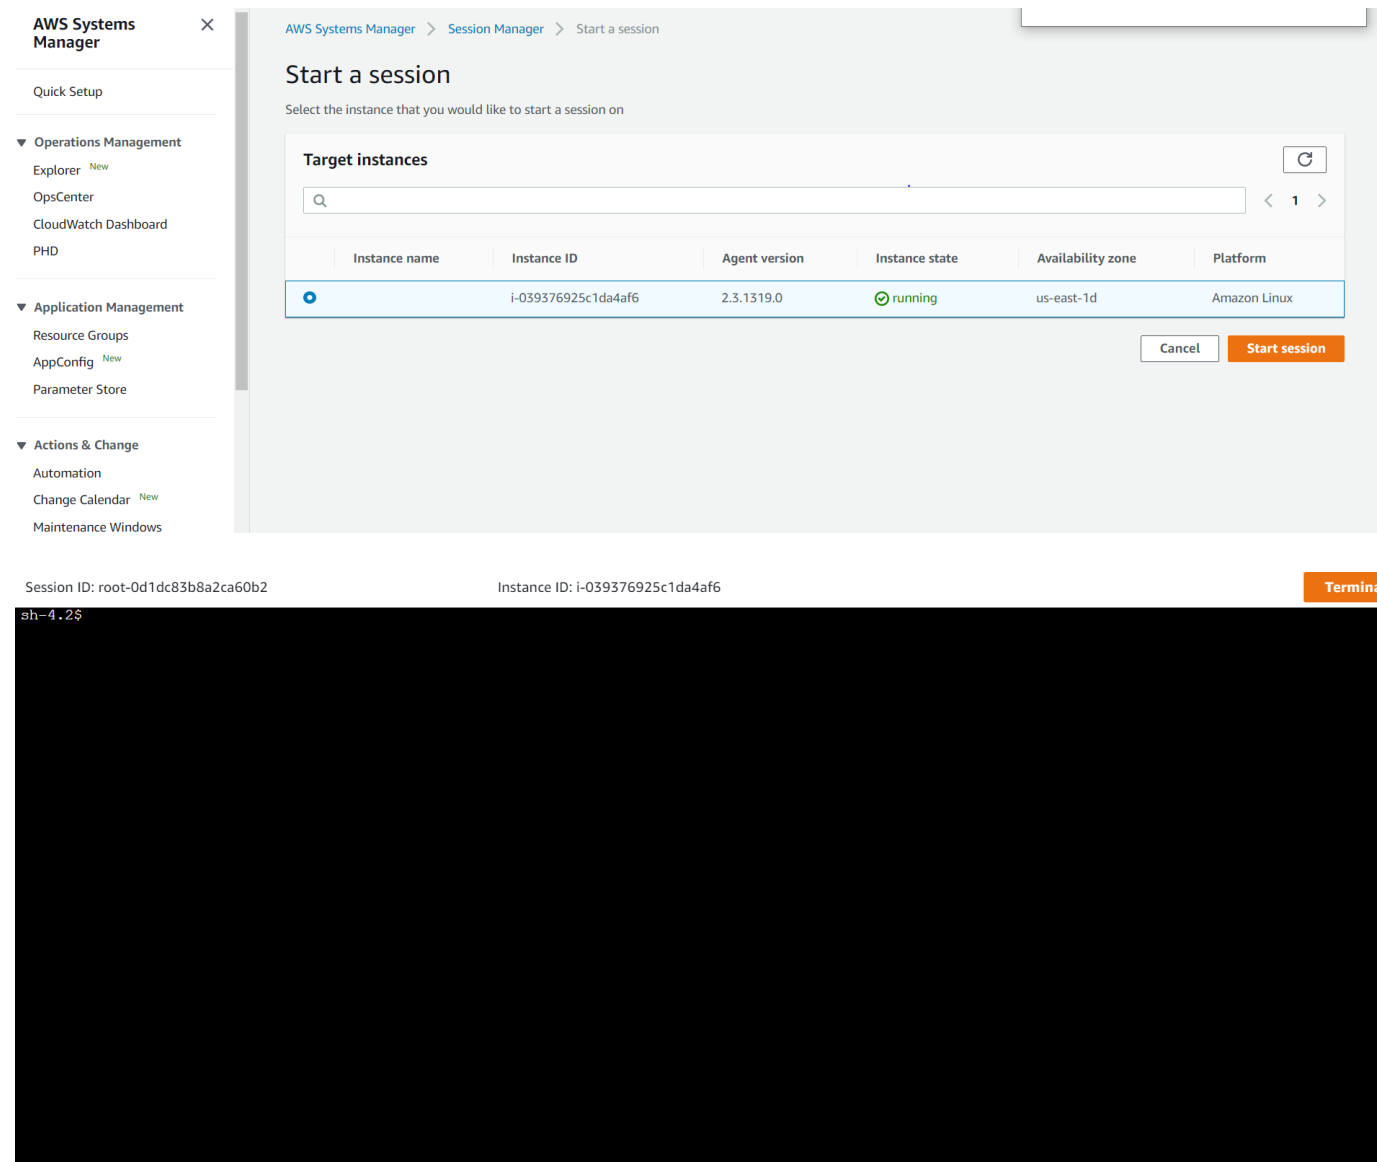 AWS Systems
Manager
Quick Setup
Operations Management
Explorer New
OpsCenter
CloudWatch Dashboard
PHD
Application Management
Resource Groups
AppConfig New
Parameter Store
Actions & Change
Automation
Change Calendar New
Maintenance Windows
AWS Systems Manager > Session Manager > Start a session
Start a session
Select the instance that you would like to start a session on
Target instances
1
Instance name Instance ID Agent version Instance state Availability zone Platform
i-039376925c1da4af6 2.3.1319.0 running us-east-1d Amazon Linux
Cancel Start session
Session ID: root-0d1dc83b8a2ca60b2 Instance ID: i-039376925c1da4af6 Termina
sh-4.2$